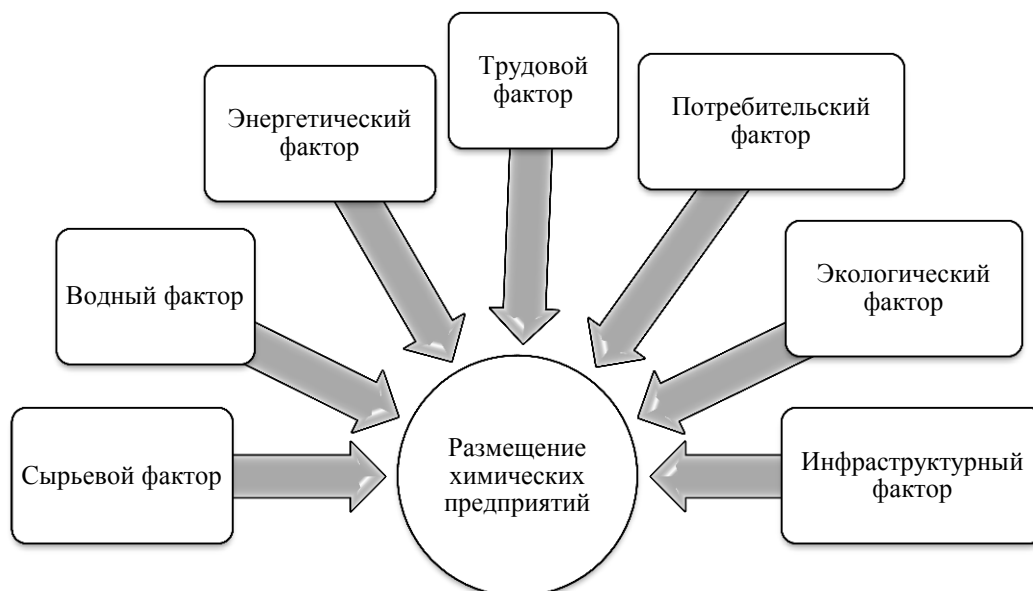 Трудовой
фактор
Энергетический
фактор
Потребительский
фактор
Водный фактор
Экологический
фактор
Сырьевой фактор
Размещение
химических
предприятий
Инфраструктурный
фактор